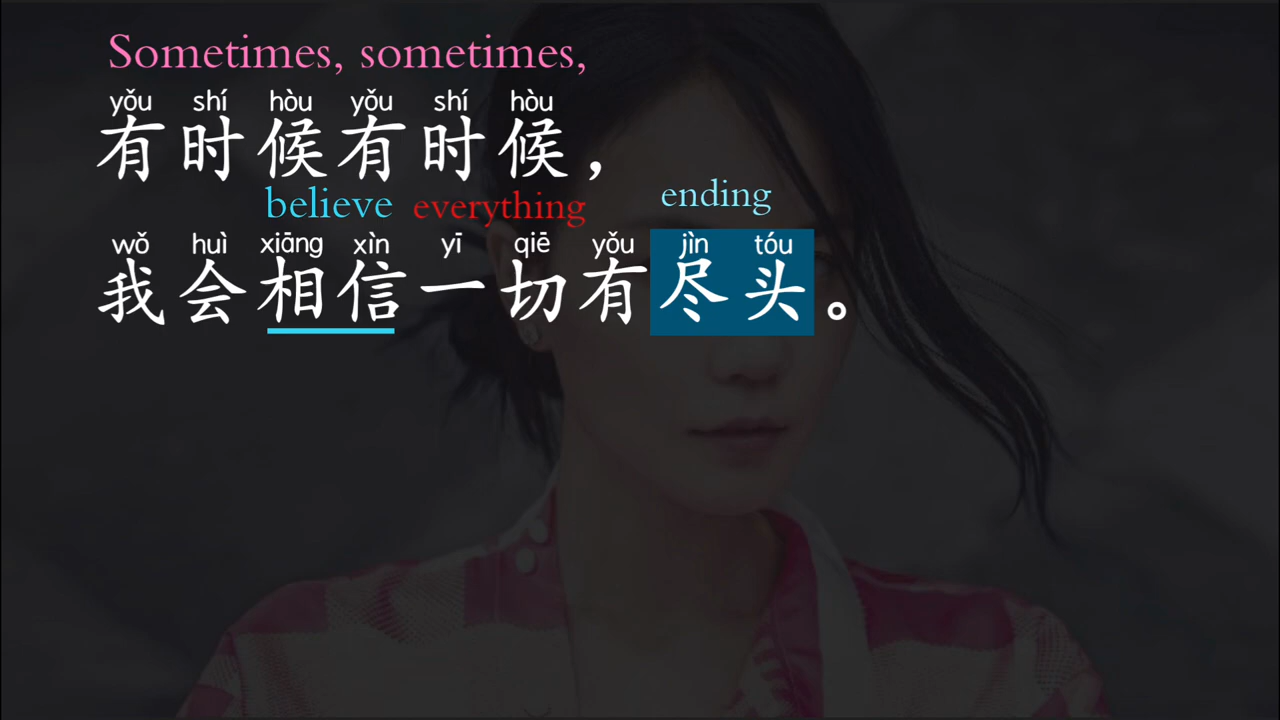 Sometimes, sometimes,
yǒu shí hòu yǒu shí hòu
有时候有时候，
believe everything ending
wǒ huì xiāng xìn yī qiē yǒu jìn tóu
我会相信一切有尽头。